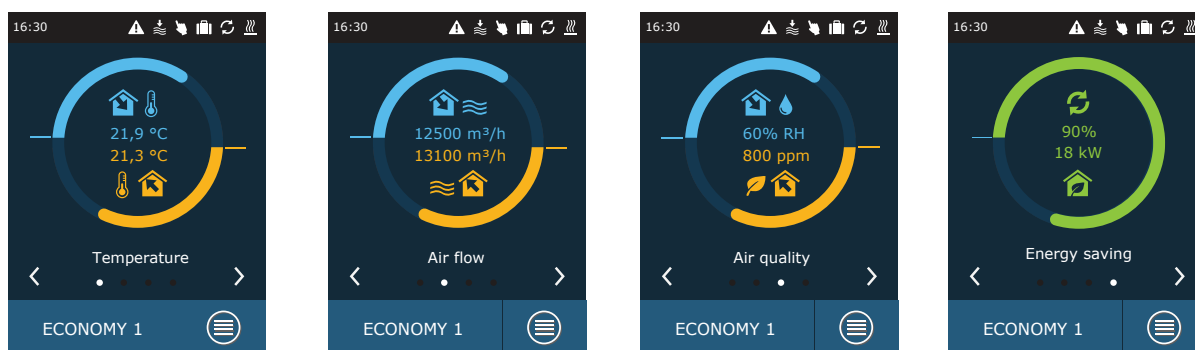 16:30
21,9 °C
21,3 °C
Temperature
ECONOMY 1
16:30
12500 m³/h
13100 m³/h
Air flow
ECONOMY 1
16:30
60% RH
800 ppm
Air quality
ECONOMY 1
16:30
90%
18 kW
Energy saving
ECONOMY 1